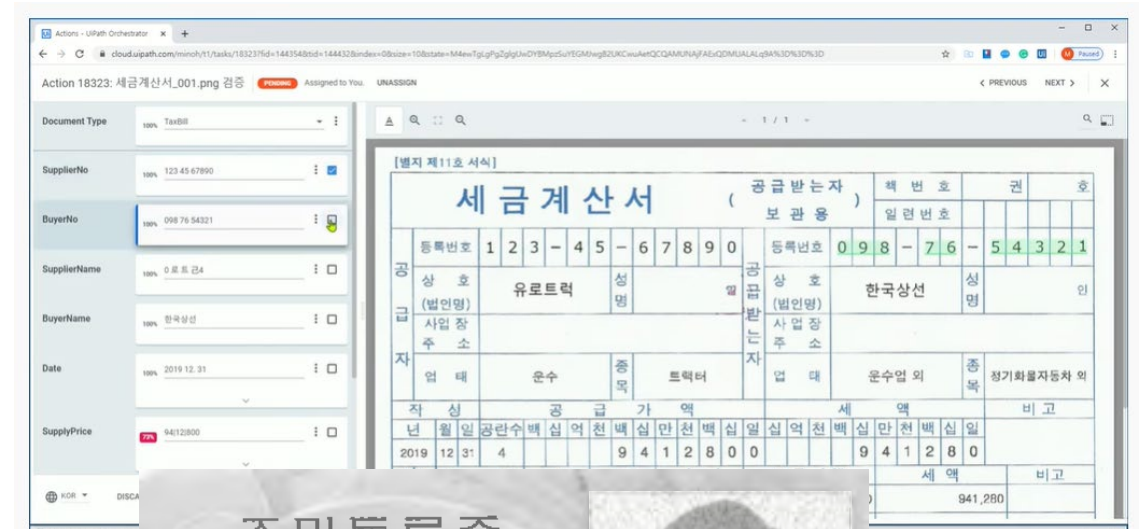 Actions - UiPath Orchestrator
cloud.uipath.com/minoh/t1/tasks/18323?fid=144354&tid=144432&index=0&size=10&state=
Paused
Action 18323: 세금계산서_001.png 검증 PENDING Assigned to You. UNASSIGN
< PREVIOUS NEXT >
Document Type 100% TaxBill
1 / 1
SupplierNo 100% 123 45 67890
BuyerNo 100% 098 76 54321
SupplierName 100%
BuyerName 100% 한국상선
Date 100% 2019 12. 31
SupplyPrice 73% 94|12|800
KOR
[별지 제11호 서식]
세금계산서 ( 공급받는자 보관용 ) 책 번 호 권 호
일련번호
공급자 등록번호 1 2 3 - 4 5 - 6 7 8 9 0 공급받는자 등록번호 0 9 8 - 7 6 - 5 4 3 2 1
상 호 (법인명) 유로트럭 성명 상 호 (법인명) 한국상선 성명 인
사업장 주 소 사업장 주 소
업 태 운수 종목 트랙터 업 태 운수업 외 종목 정기화물자동차 외
작 성 공 급 가 액 세 액 비 고
년 월 일 공란수 백 십 억 천 백 십 만 천 백 십 일 십 억 천 백 십 만 천 백 십 일
2019 12 31 4 9 4 1 2 8 0 0 9 4 1 2 8 0
세 액 비고
941,280